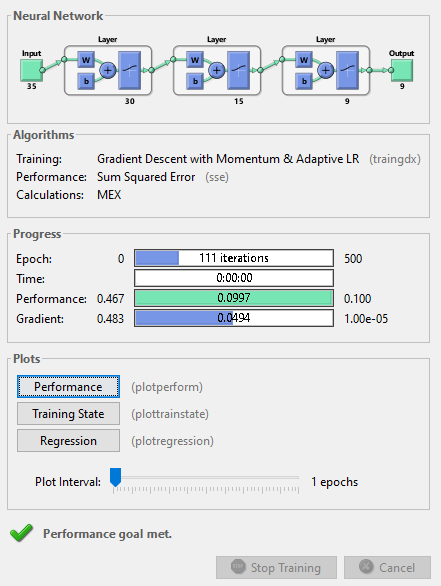 Neural Network
Layer Layer Layer
Input Output
W W W
b b b
+ + +
35 30 15 9 9
Algorithms
Training: Gradient Descent with Momentum & Adaptive LR (traingdx)
Performance: Sum Squared Error (sse)
Calculations: MEX
Progress
Epoch: 0 111 iterations 500
Time: 0:00:00
Performance: 0.467 0.0997 0.100
Gradient: 0.483 0.0494 1.00e-05
Plots
Performance (plotperform)
Training State (plottrainstate)
Regression (plotregression)
Plot Interval: 1 epochs
Performance goal met.
Stop Training Cancel